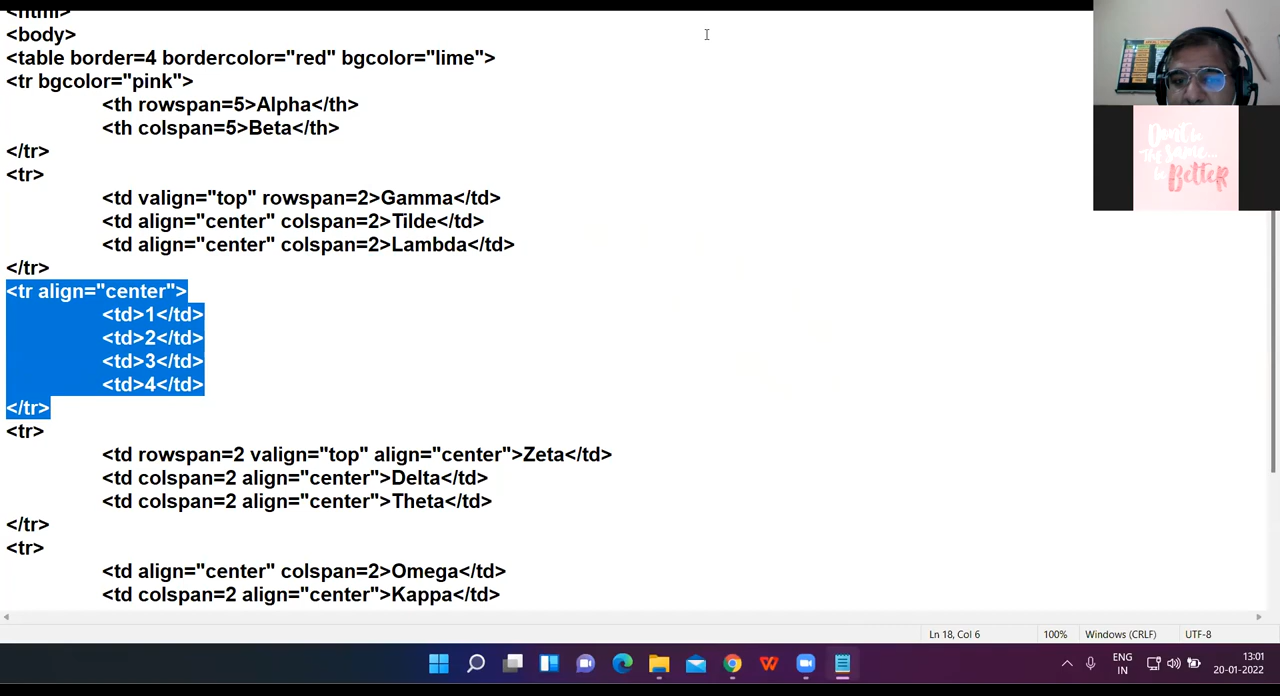 <html>
<body>
<table border=4 bordercolor="red" bgcolor="lime">
<tr bgcolor="pink">
<th rowspan=5>Alpha</th>
<th colspan=5>Beta</th>
</tr>
<tr>
<td valign="top" rowspan=2>Gamma</td>
<td align="center" colspan=2>Tilde</td>
<td align="center" colspan=2>Lambda</td>
</tr>
<tr align="center">
<td>1</td>
<td>2</td>
<td>3</td>
<td>4</td>
</tr>
<tr>
<td rowspan=2 valign="top" align="center">Zeta</td>
<td colspan=2 align="center">Delta</td>
<td colspan=2 align="center">Theta</td>
</tr>
<tr>
<td align="center" colspan=2>Omega</td>
<td colspan=2 align="center">Kappa</td>
Don't be
THE same...
be
BetteR
Ln 18, Col 6
100%
Windows (CRLF)
UTF-8
ENG
IN
13:01
20-01-2022